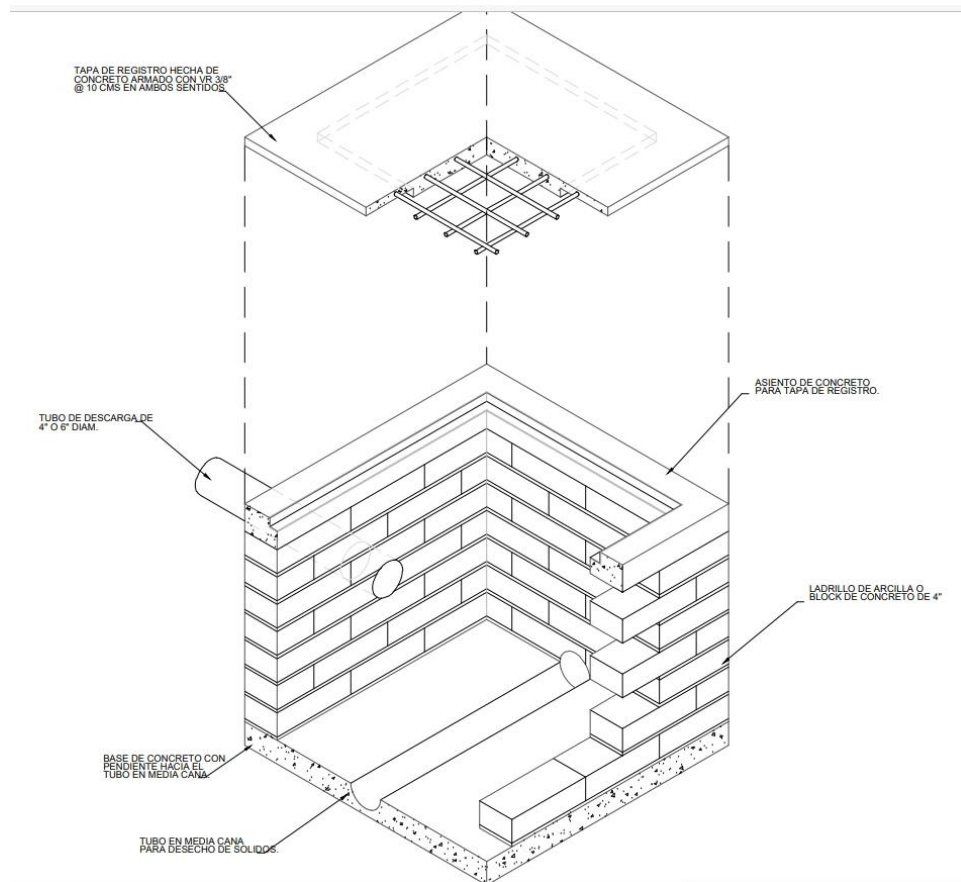 TAPA DE REGISTRO HECHA DE
CONCRETO ARMADO CON VR 3/8"
@ 10 CMS EN AMBOS SENTIDOS
ASIENTO DE CONCRETO
PARA TAPA DE REGISTRO.
TUBO DE DESCARGA DE
4" O 6" DIAM.
LADRILLO DE ARCILLA O
BLOCK DE CONCRETO DE 4"
BASE DE CONCRETO CON
PENDIENTE HACIA EL
TUBO EN MEDIA CANA
TUBO EN MEDIA CANA
PARA DESECHO DE SOLIDOS.